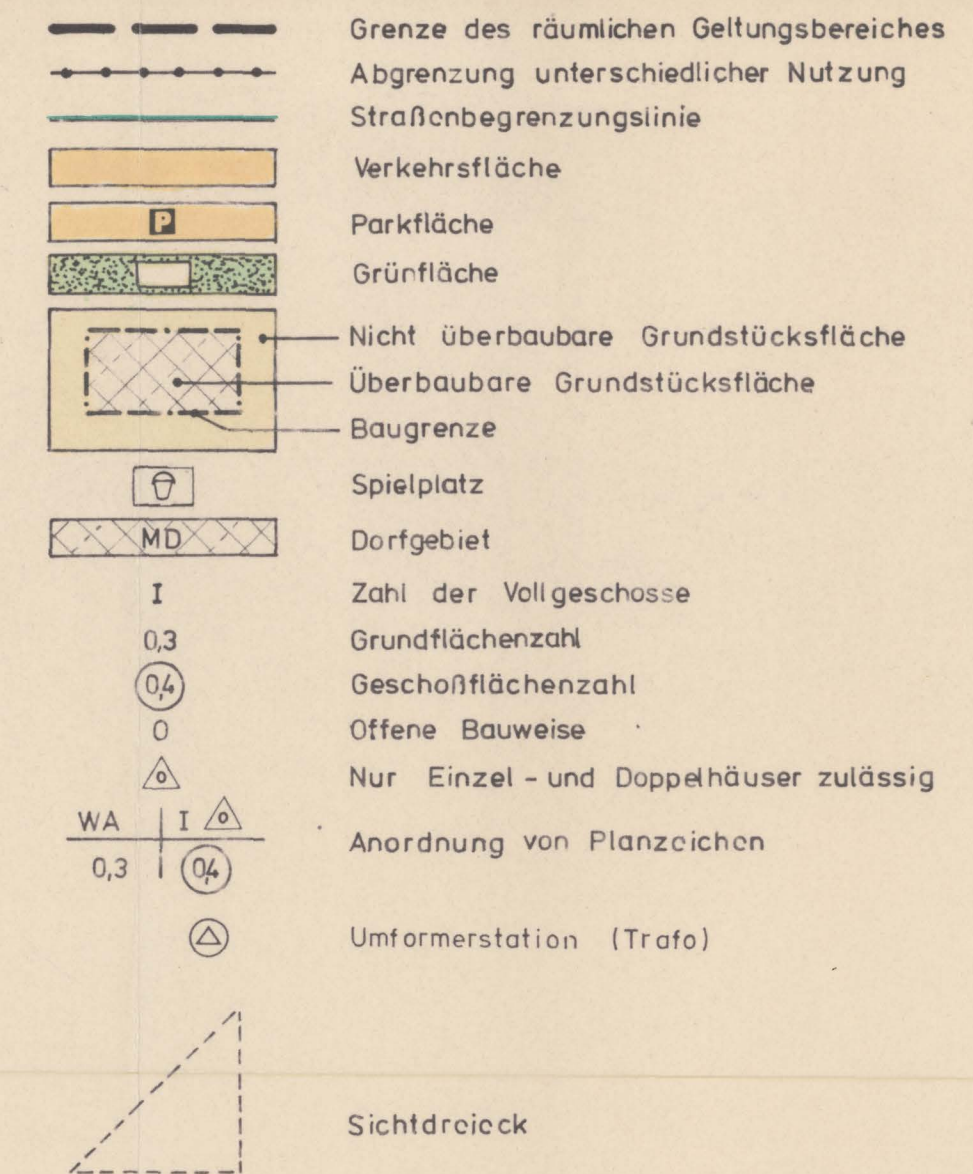 Grenze des räumlichen Geltungsbereiches
Abgrenzung unterschiedlicher Nutzung
Straßenbegrenzungslinie
Verkehrsfläche
P Parkfläche
Grünfläche
Nicht überbaubare Grundstücksfläche
Überbaubare Grundstücksfläche
Baugrenze
Spielplatz
MD Dorfgebiet
I Zahl der Vollgeschosse
0,3 Grundflächenzahl
0,4 Geschoßflächenzahl
O Offene Bauweise
o Nur Einzel - und Doppelhäuser zulässig
WA I o
Anordnung von Planzeichen
0,3 0,4
Umformerstation (Trafo)
Sichtdreieck